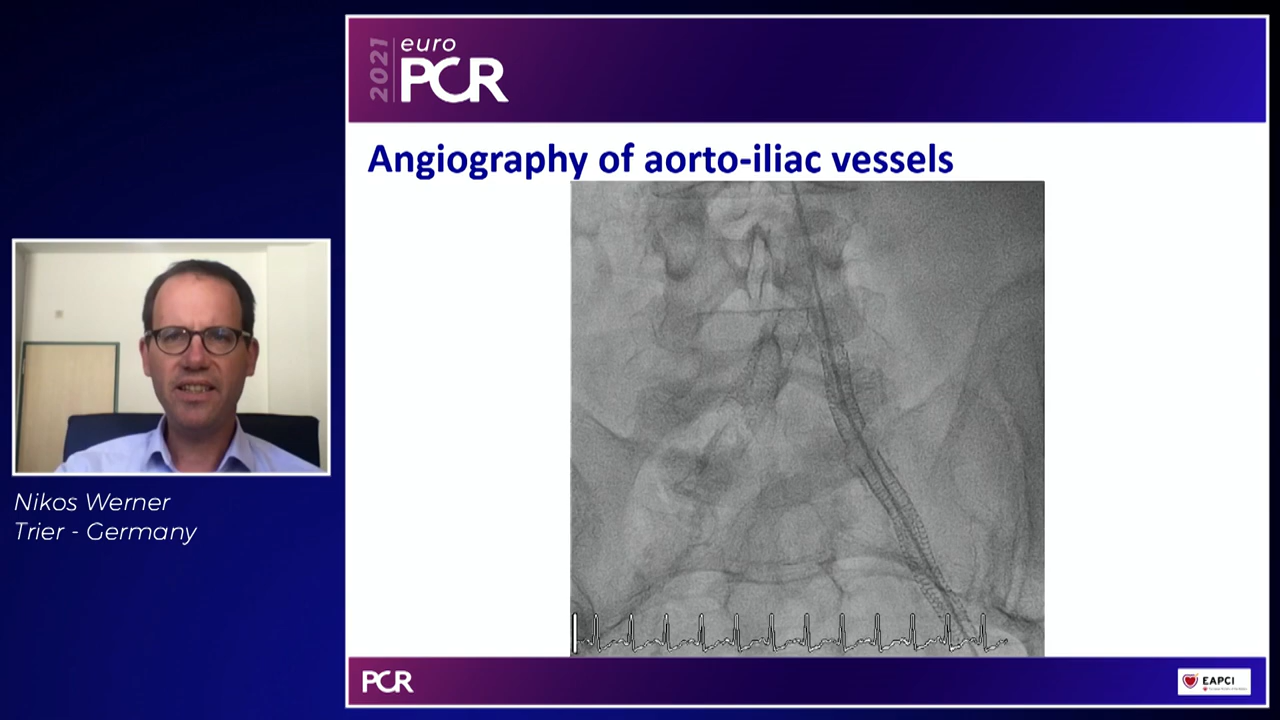 2021
euro
PCR
Angiography of aorto-iliac vessels
Nikos Werner
Trier - Germany
PCR
EAPCI